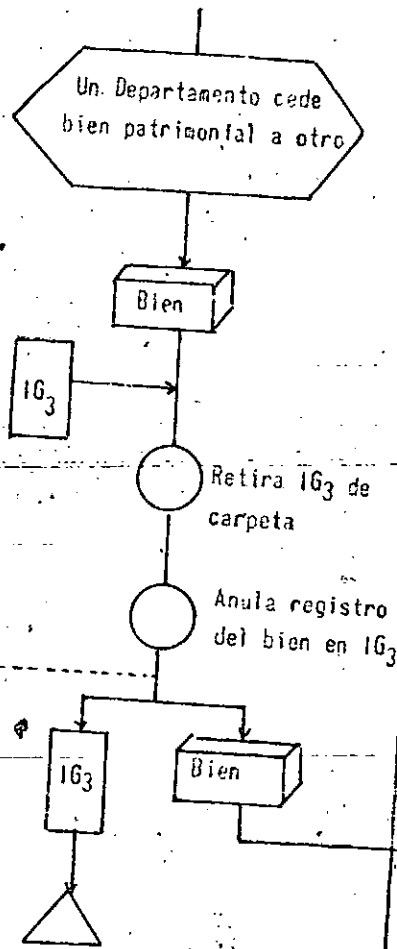 Un Departamento cede
bien patrimonial a otro
Bien
IG3
Retira IG3 de
carpeta
Anula registro
del bien en IG3
IG3
Bien